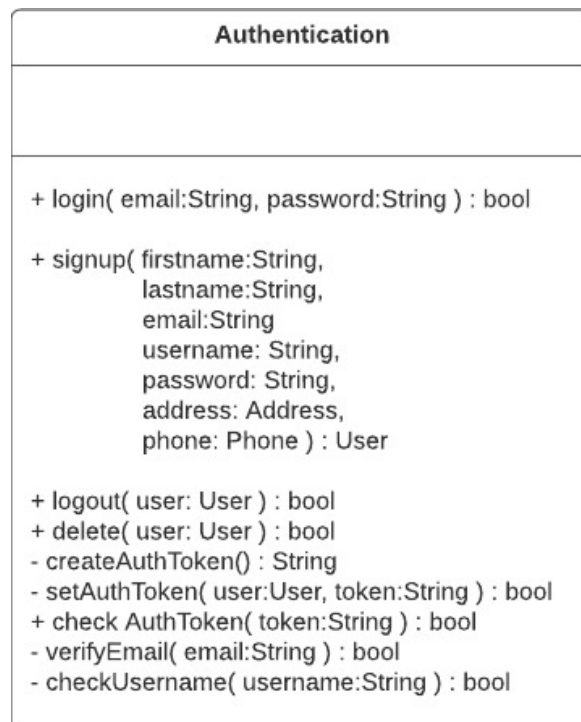 Authentication
+ login( email:String, password:String ) : bool
+ signup( firstname:String,
lastname:String,
email:String
username: String,
password: String,
address: Address,
phone: Phone ) : User
+ logout( user: User ) : bool
+ delete( user: User ) : bool
- createAuthToken() : String
- setAuthToken( user:User, token:String ) : bool
+ check AuthToken( token:String ) : bool
- verifyEmail( email:String ) : bool
- checkUsername( username:String ) : bool